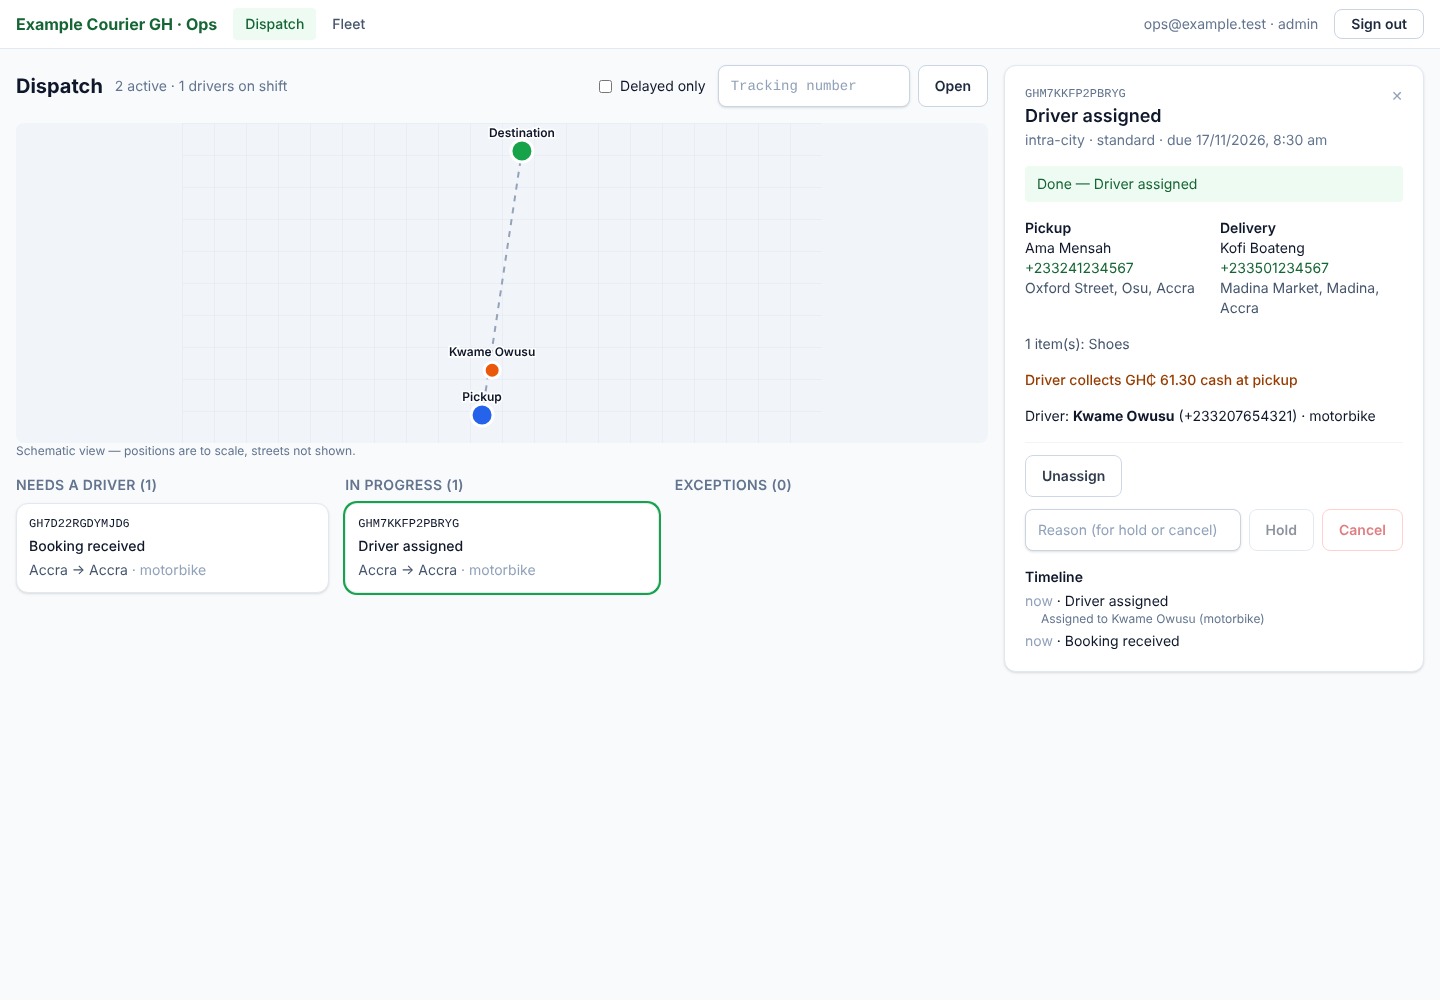 Example Courier GH · Ops
Dispatch
Fleet
ops@example.test · admin
Sign out
Dispatch
2 active · 1 drivers on shift
Delayed only
Tracking number
Open
Destination
Kwame Owusu
Pickup
Schematic view — positions are to scale, streets not shown.
NEEDS A DRIVER (1)
GH7D22RGDYMJD6
Booking received
Accra → Accra · motorbike
IN PROGRESS (1)
GHM7KKFP2PBRYG
Driver assigned
Accra → Accra · motorbike
EXCEPTIONS (0)
GHM7KKFP2PBRYG
×
Driver assigned
intra-city · standard · due 17/11/2026, 8:30 am
Done — Driver assigned
Pickup
Ama Mensah
+233241234567
Oxford Street, Osu, Accra
Delivery
Kofi Boateng
+233501234567
Madina Market, Madina,
Accra
1 item(s): Shoes
Driver collects GH₵ 61.30 cash at pickup
Driver: Kwame Owusu (+233207654321) · motorbike
Unassign
Reason (for hold or cancel)
Hold
Cancel
Timeline
now · Driver assigned
Assigned to Kwame Owusu (motorbike)
now · Booking received